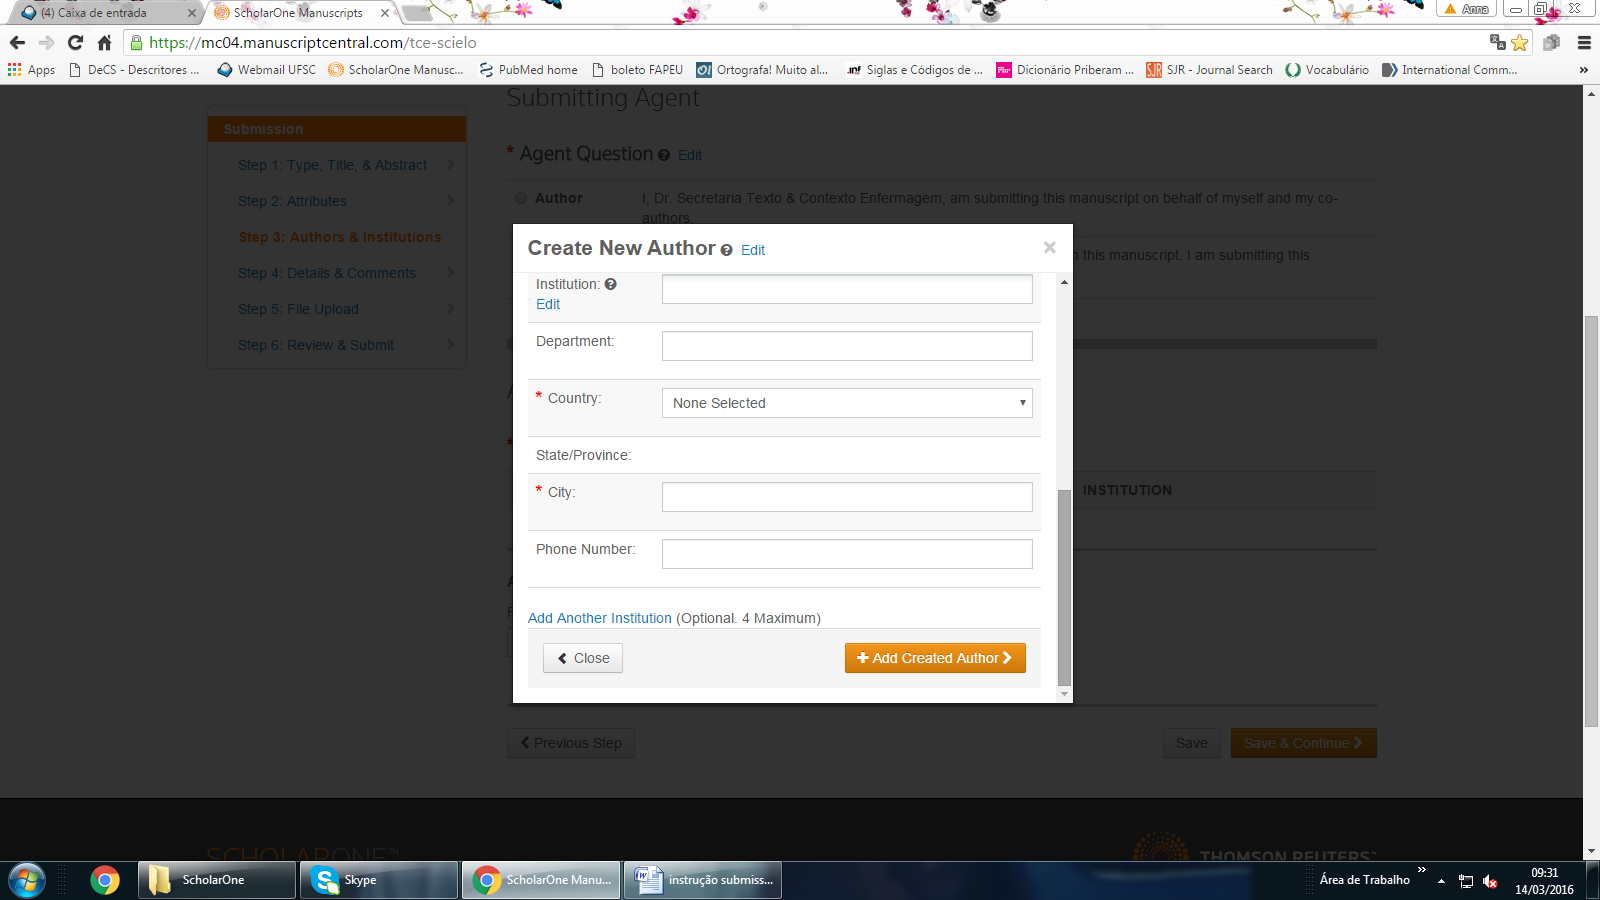 (4) Caixa de entrada
ScholarOne Manuscripts
Anna
https://mc04.manuscriptcentral.com/tce-scielo
Apps
DeCS - Descritores ...
Webmail UFSC
ScholarOne Manusc...
PubMed home
boleto FAPEU
Ortografa! Muito al...
Siglas e Códigos de ...
Dicionário Priberam ...
SJR - Journal Search
Vocabulário
International Comm...
»
Submitting Agent
Submission
Step 1: Type, Title, & Abstract
Step 2: Attributes
Step 3: Authors & Institutions
Step 4: Details & Comments
Step 5: File Upload
Step 6: Review & Submit
* Agent Question Edit
Author
I, Dr. Secretaria Texto & Contexto Enfermagem, am submitting this manuscript on behalf of myself and my co-
authors.
this manuscript. I am submitting this
Create New Author Edit
Institution:
Edit
Department:
* Country:
None Selected
State/Province:
* City:
Phone Number:
Add Another Institution (Optional. 4 Maximum)
Close
Add Created Author
INSTITUTION
Previous Step
Save
Save & Continue
SCHOLARONE™
THOMSON REUTERS™
ScholarOne
Skype
ScholarOne Manu...
instrução submiss...
Área de Trabalho
»
09:31
14/03/2016